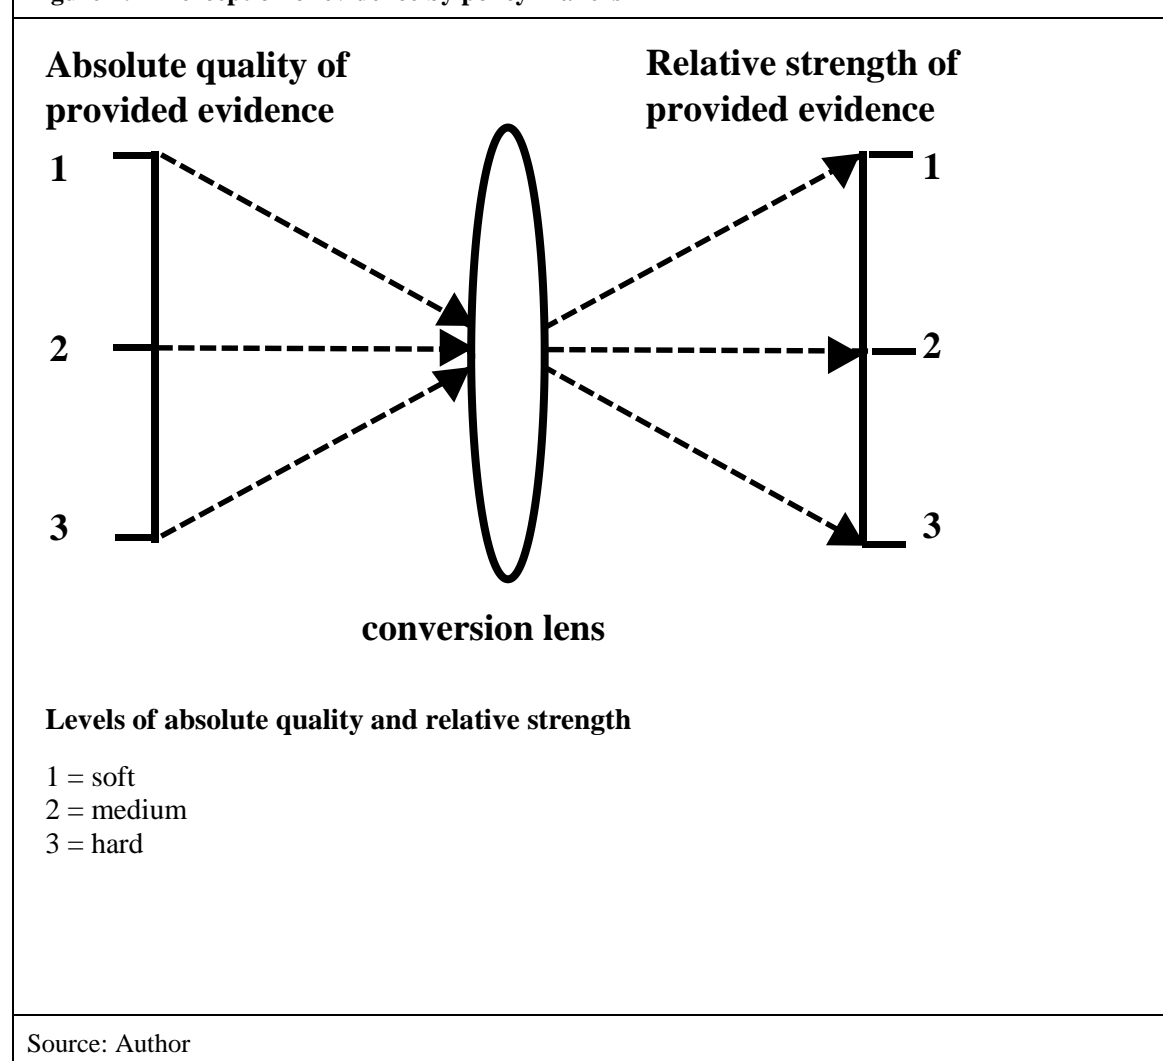 Absolute quality of
provided evidence
Relative strength of
provided evidence
1
2
3
1
2
3
conversion lens
Levels of absolute quality and relative strength
1 = soft
2 = medium
3 = hard
Source: Author